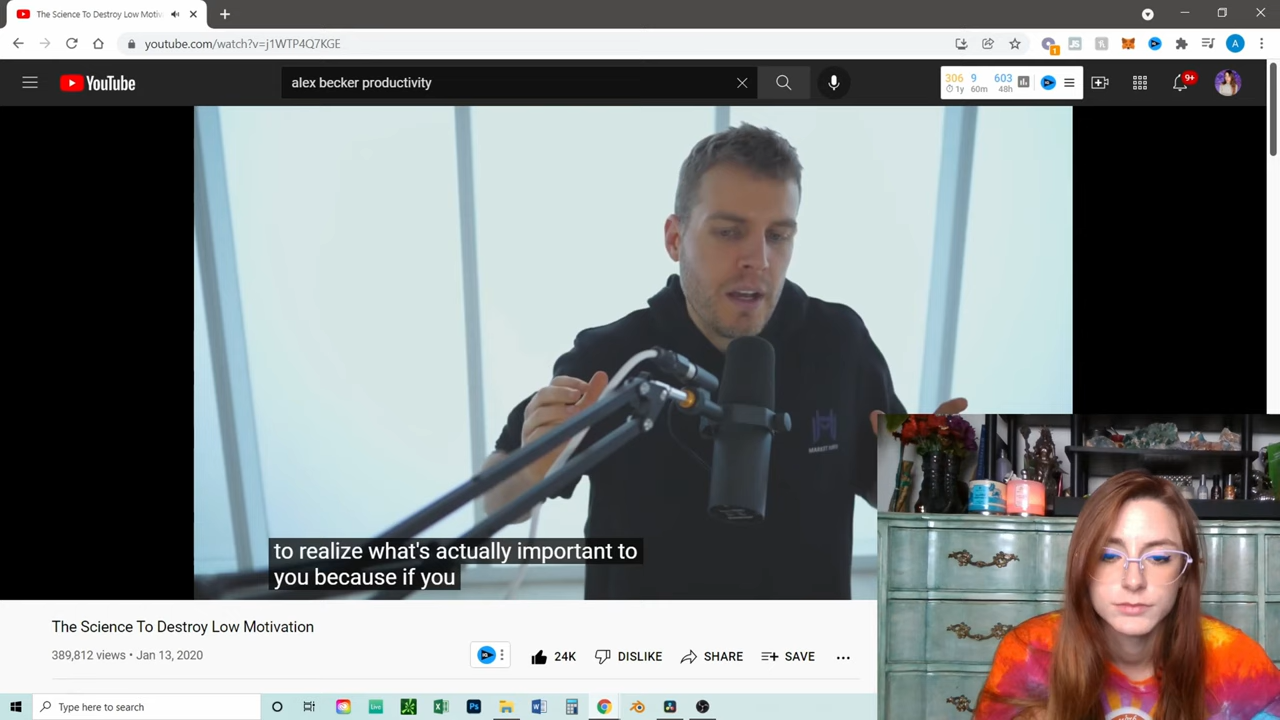 The Science To Destroy Low Motiv
youtube.com/watch?v=j1WTP4Q7KGE
A
YouTube
alex becker productivity
306 9 603
1y 60m 48h
9+
to realize what's actually important to
you because if you
The Science To Destroy Low Motivation
389,812 views • Jan 13, 2020
24K
DISLIKE
SHARE
SAVE
Type here to search